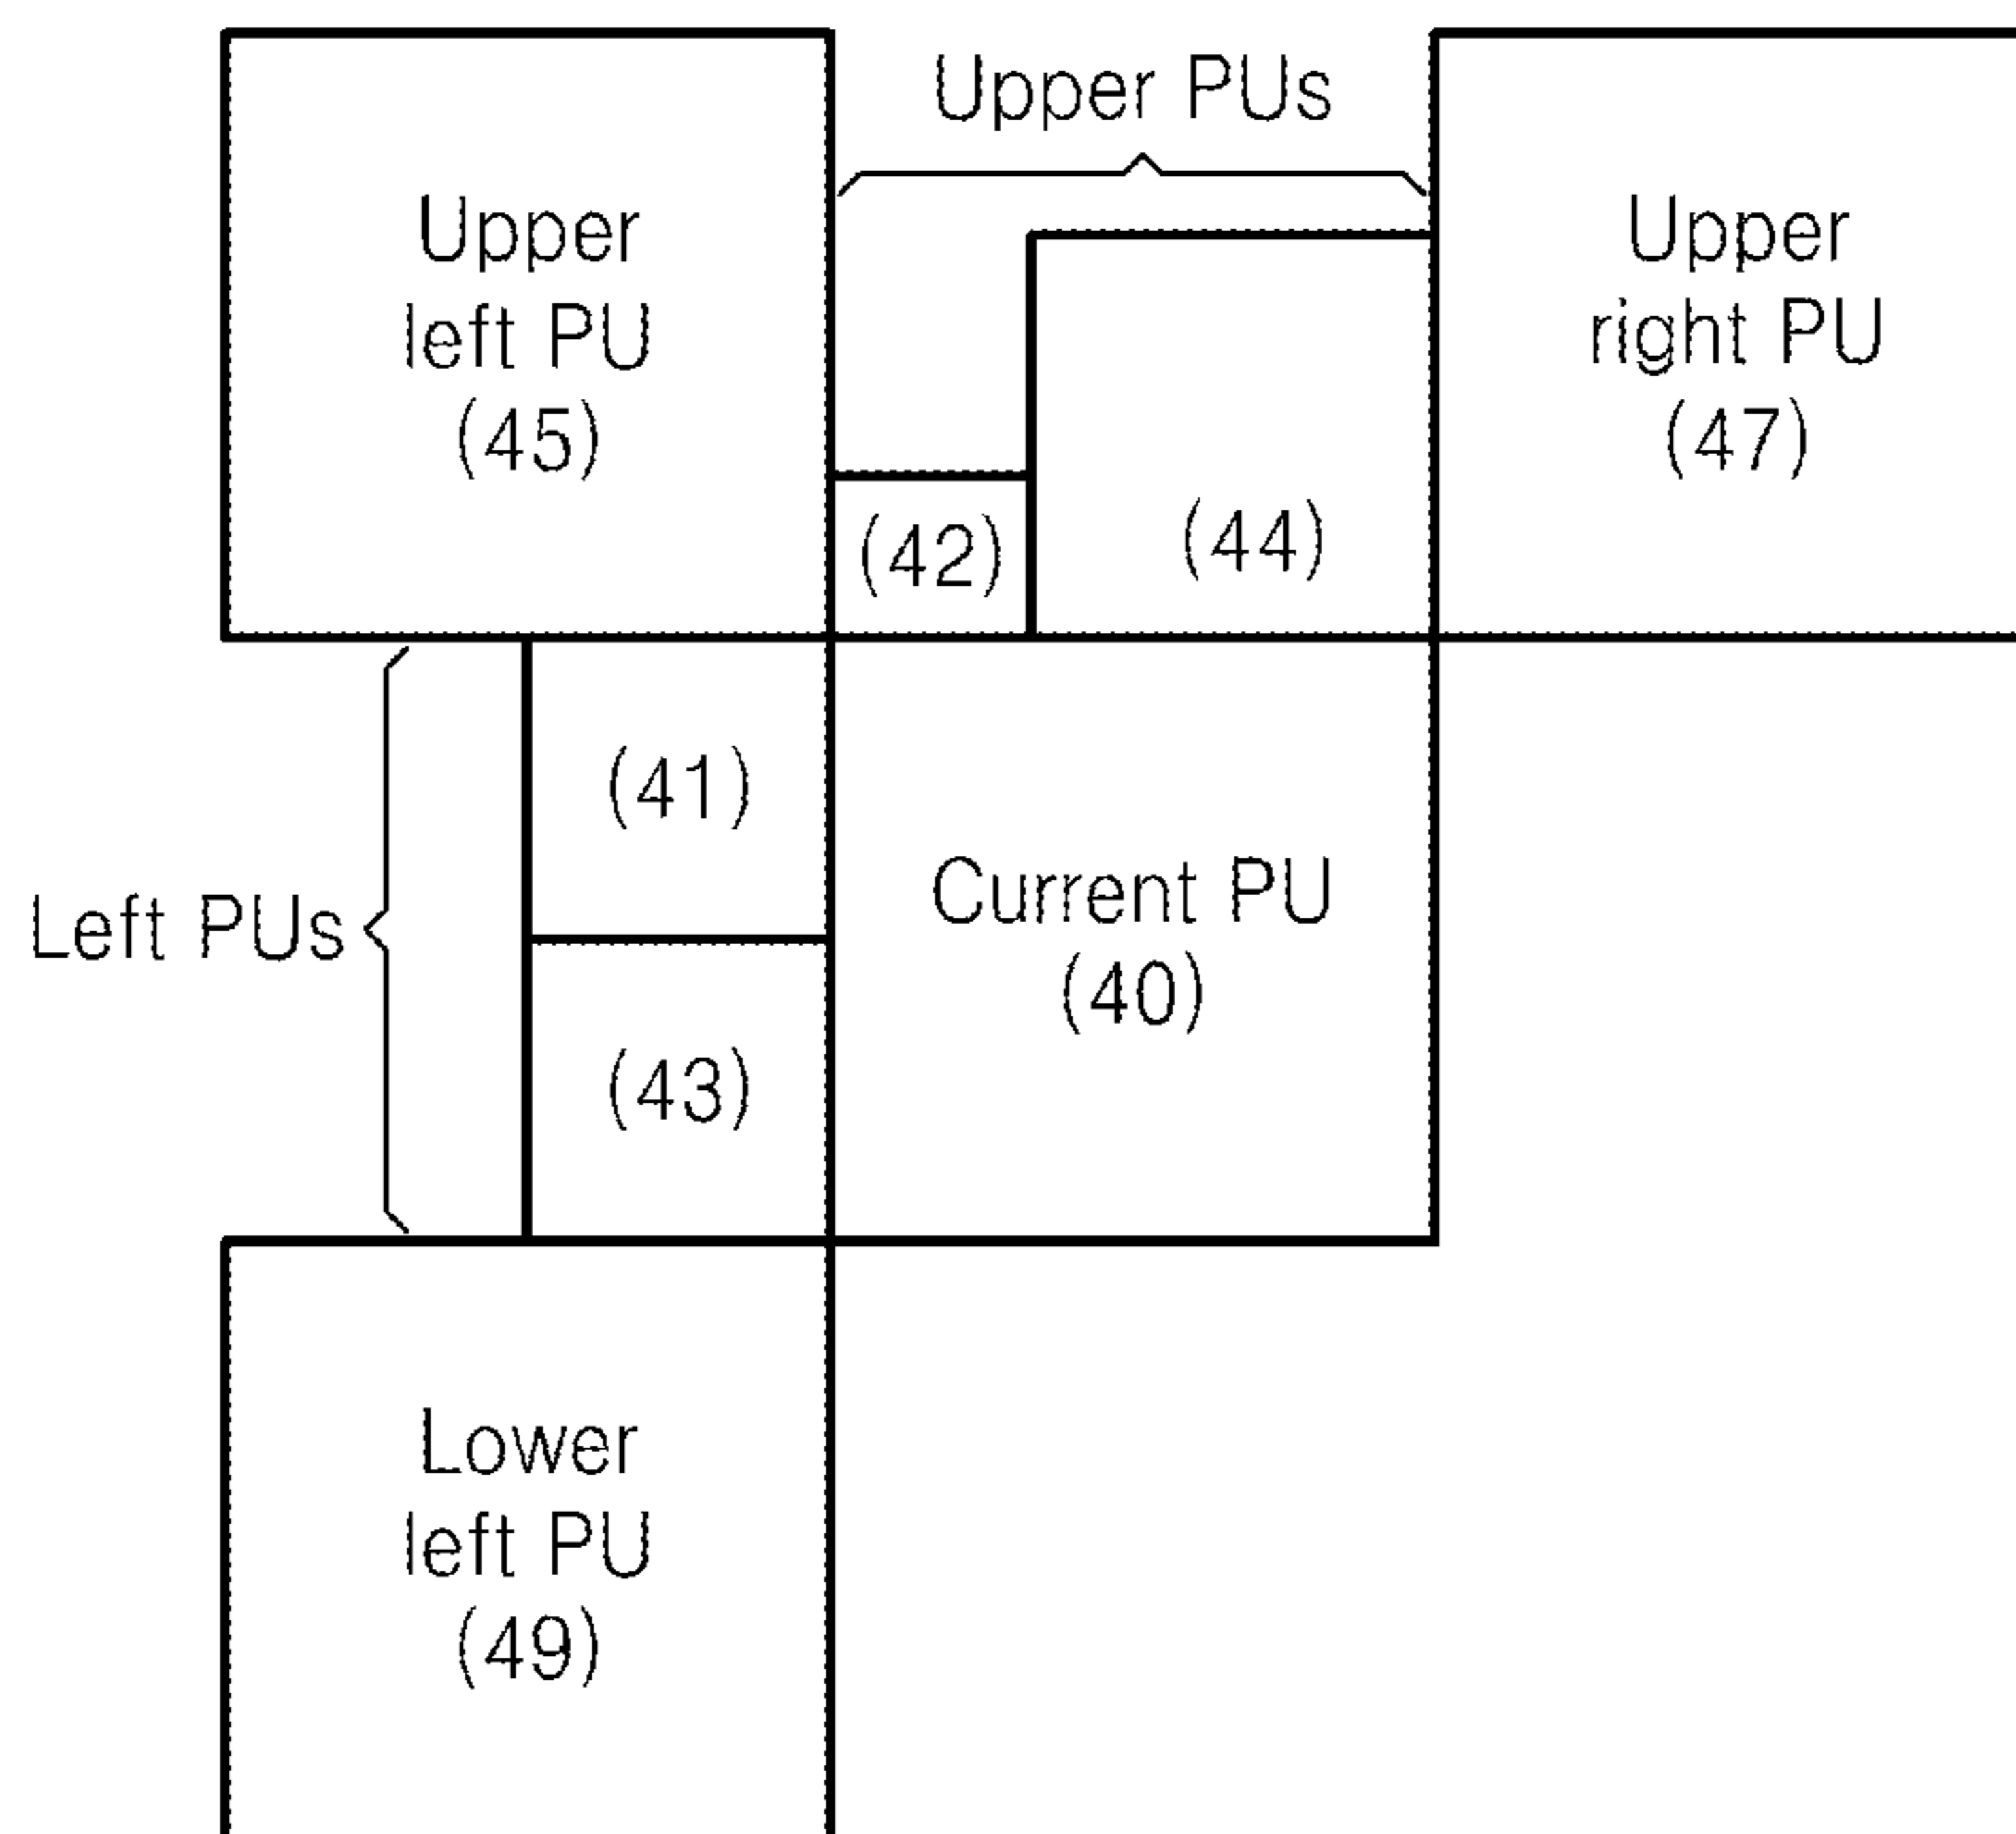 Upper PUs
Upper
left PU
(45)
Upper
right PU
(47)
(42)
(44)
(41)
Left PUs
Current PU
(40)
(43)
Lower
left PU
(49)